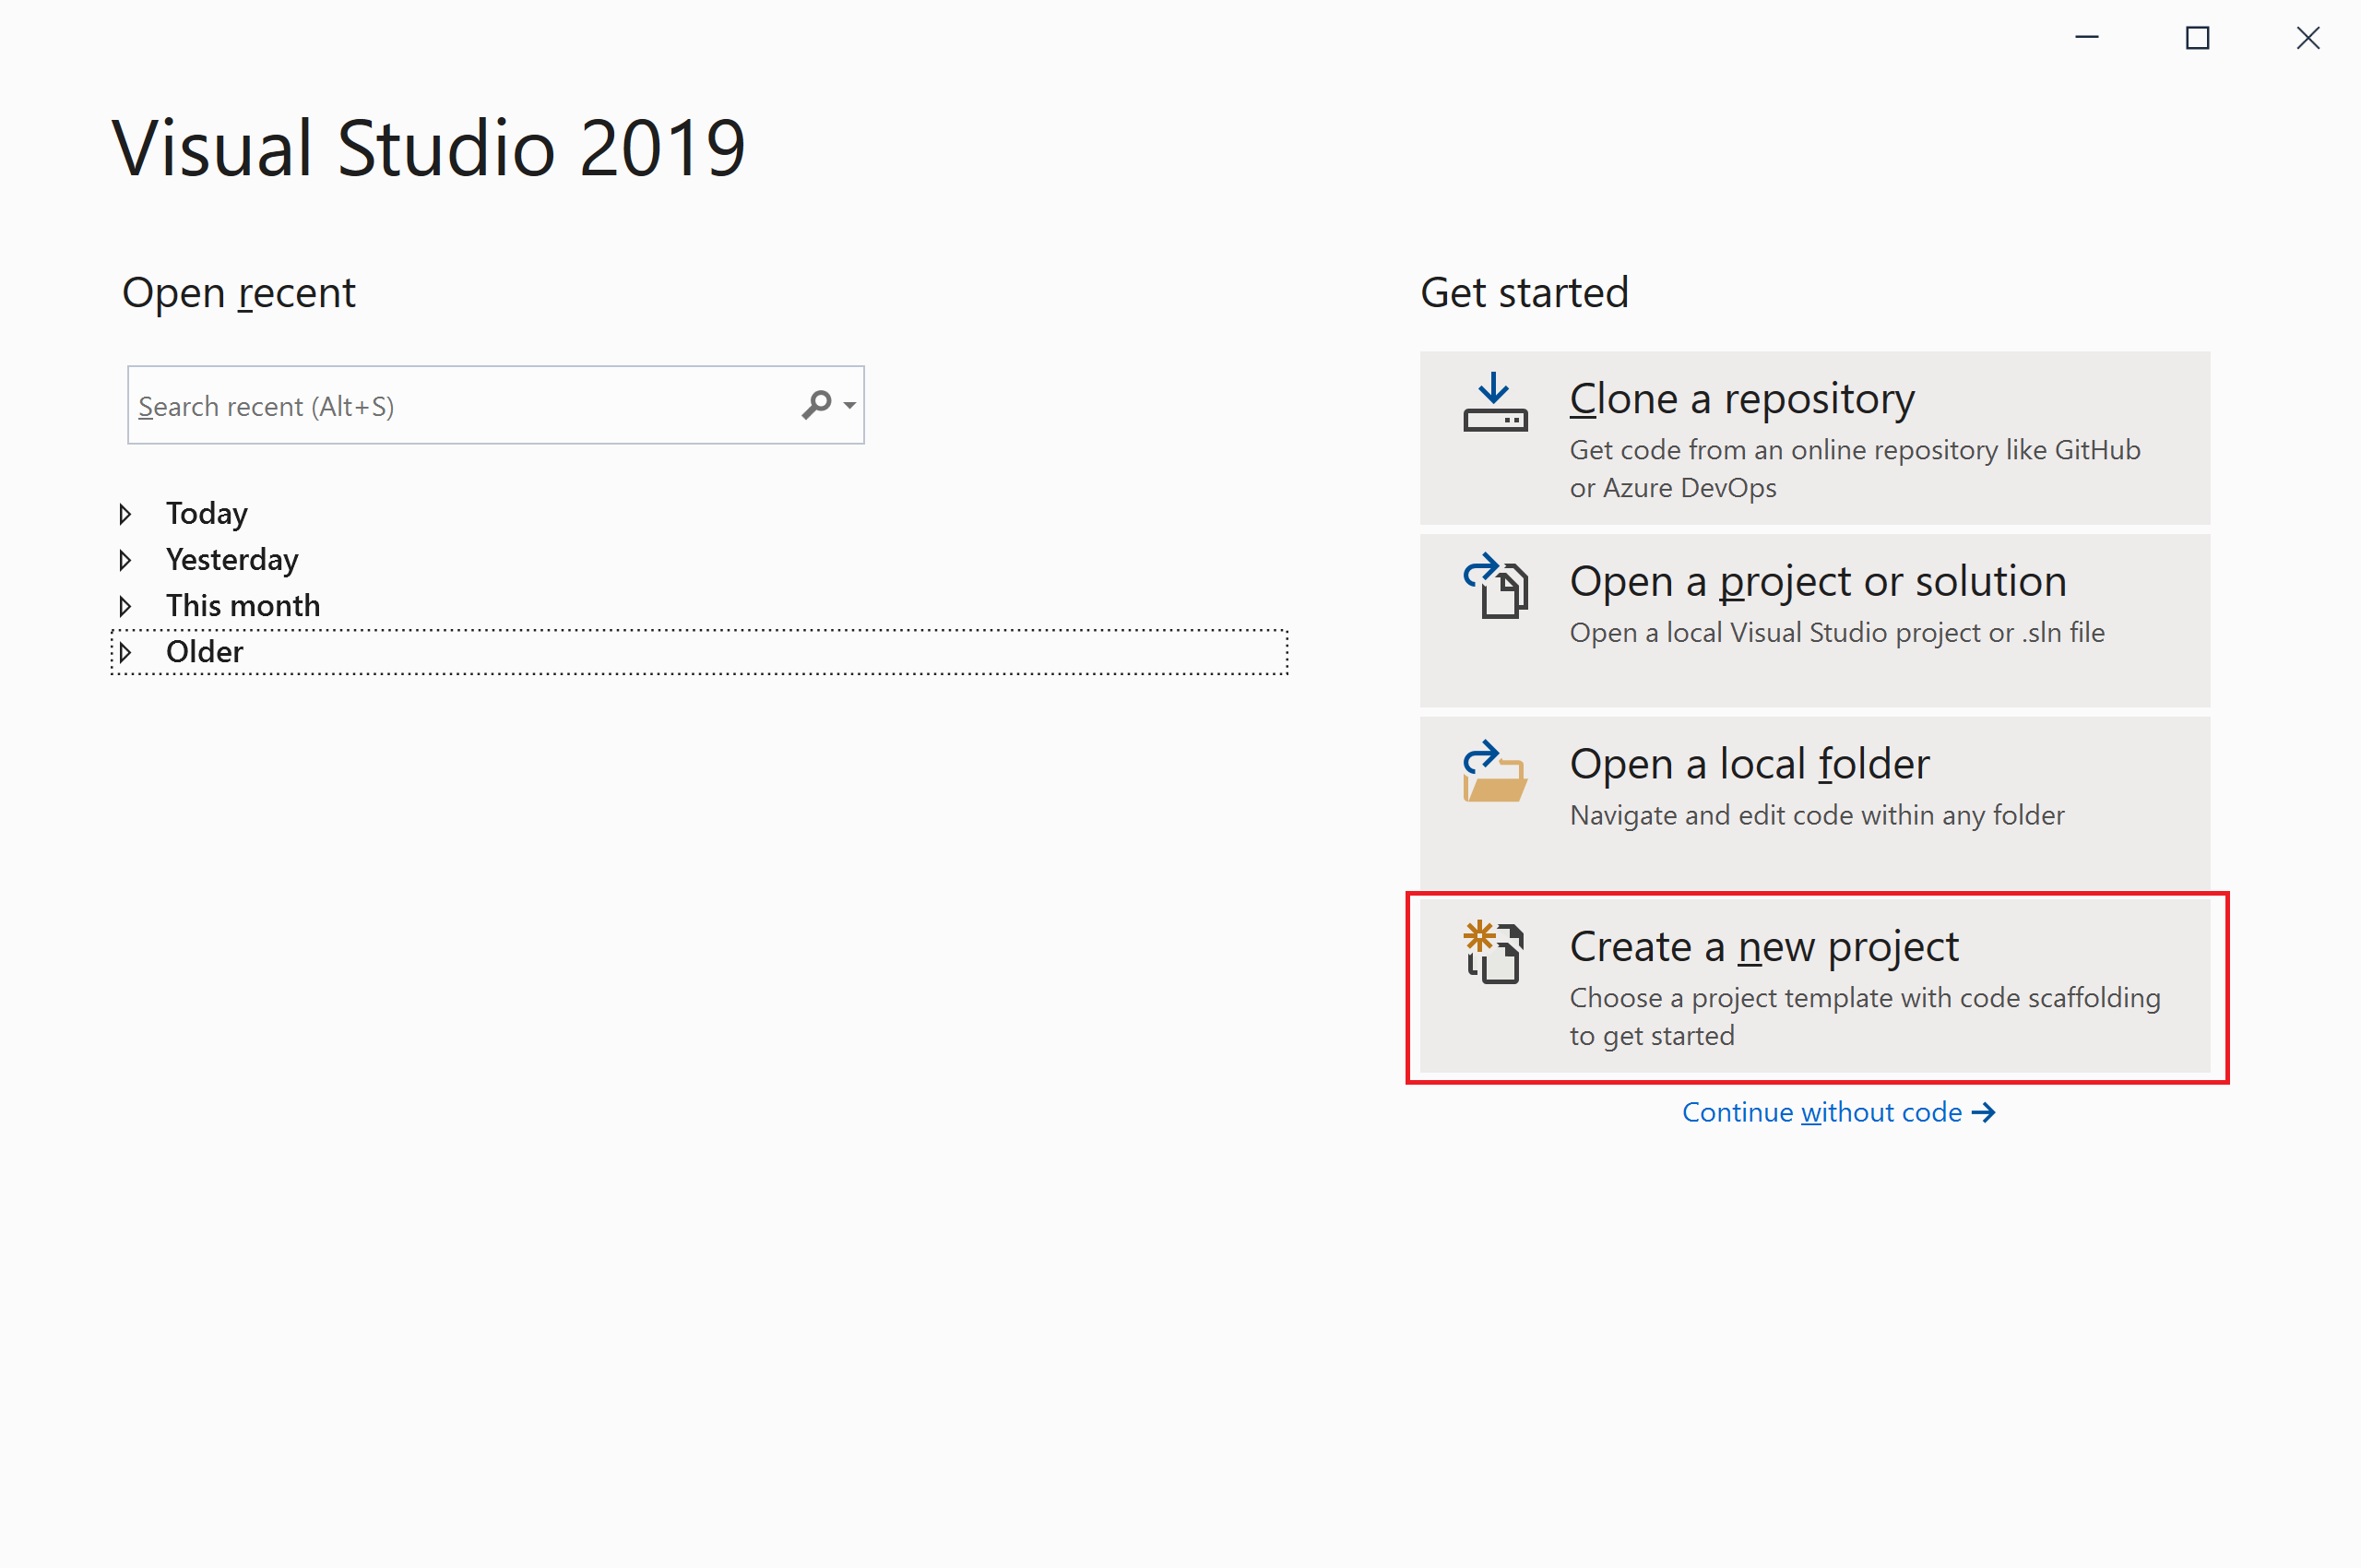 Visual Studio 2019
Open recent
Search recent (Alt+S)
Today
Yesterday
This month
Older
Get started
Clone a repository
Get code from an online repository like GitHub
or Azure DevOps
Open a project or solution
Open a local Visual Studio project or .sln file
Open a local folder
Navigate and edit code within any folder
Create a new project
Choose a project template with code scaffolding
to get started
Continue without code